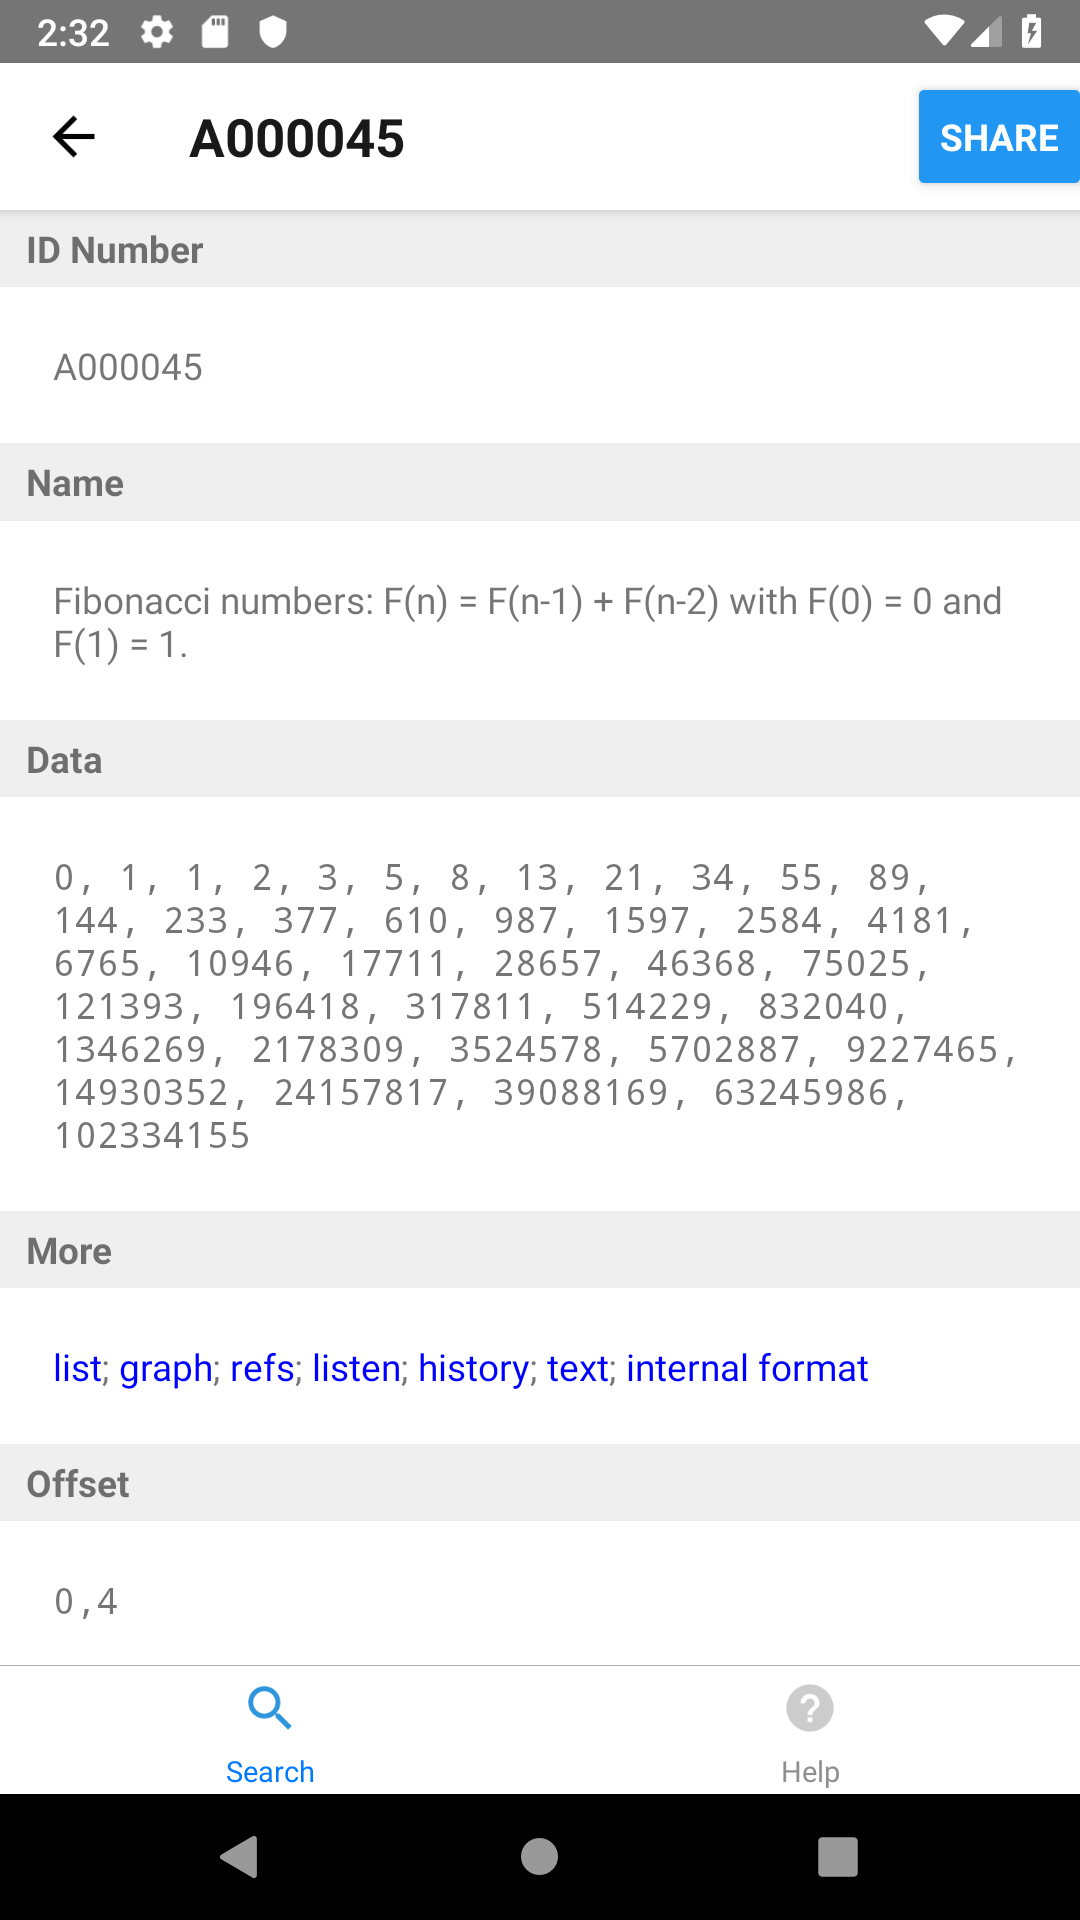 2:32
A000045
SHARE
ID Number
A000045
Name
Fibonacci numbers: F(n) = F(n-1) + F(n-2) with F(0) = 0 and
F(1) = 1.
Data
0, 1, 1, 2, 3, 5, 8, 13, 21, 34, 55, 89,
144, 233, 377, 610, 987, 1597, 2584, 4181,
6765, 10946, 17711, 28657, 46368, 75025,
121393, 196418, 317811, 514229, 832040,
1346269, 2178309, 3524578, 5702887, 9227465,
14930352, 24157817, 39088169, 63245986,
102334155
More
list; graph; refs; listen; history; text; internal format
Offset
0,4
Search
Help